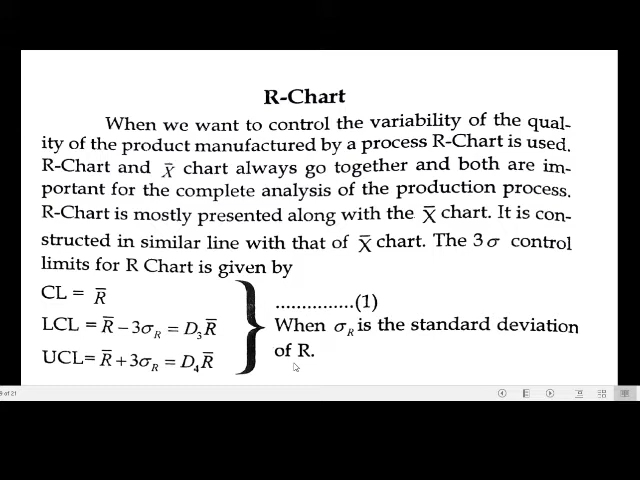 R-Chart
When we want to control the variability of the qual-
ity of the product manufactured by a process R-Chart is used.
R-Chart and X̄ chart always go together and both are im-
portant for the complete analysis of the production process.
R-Chart is mostly presented along with the X̄ chart. It is con-
structed in similar line with that of X̄ chart. The 3σ control
limits for R Chart is given by
CL = R̄
LCL = R̄ − 3σ_R = D₃R̄
UCL= R̄ + 3σ_R = D₄R̄
...............(1)
When σ_R is the standard deviation
of R.
of 21